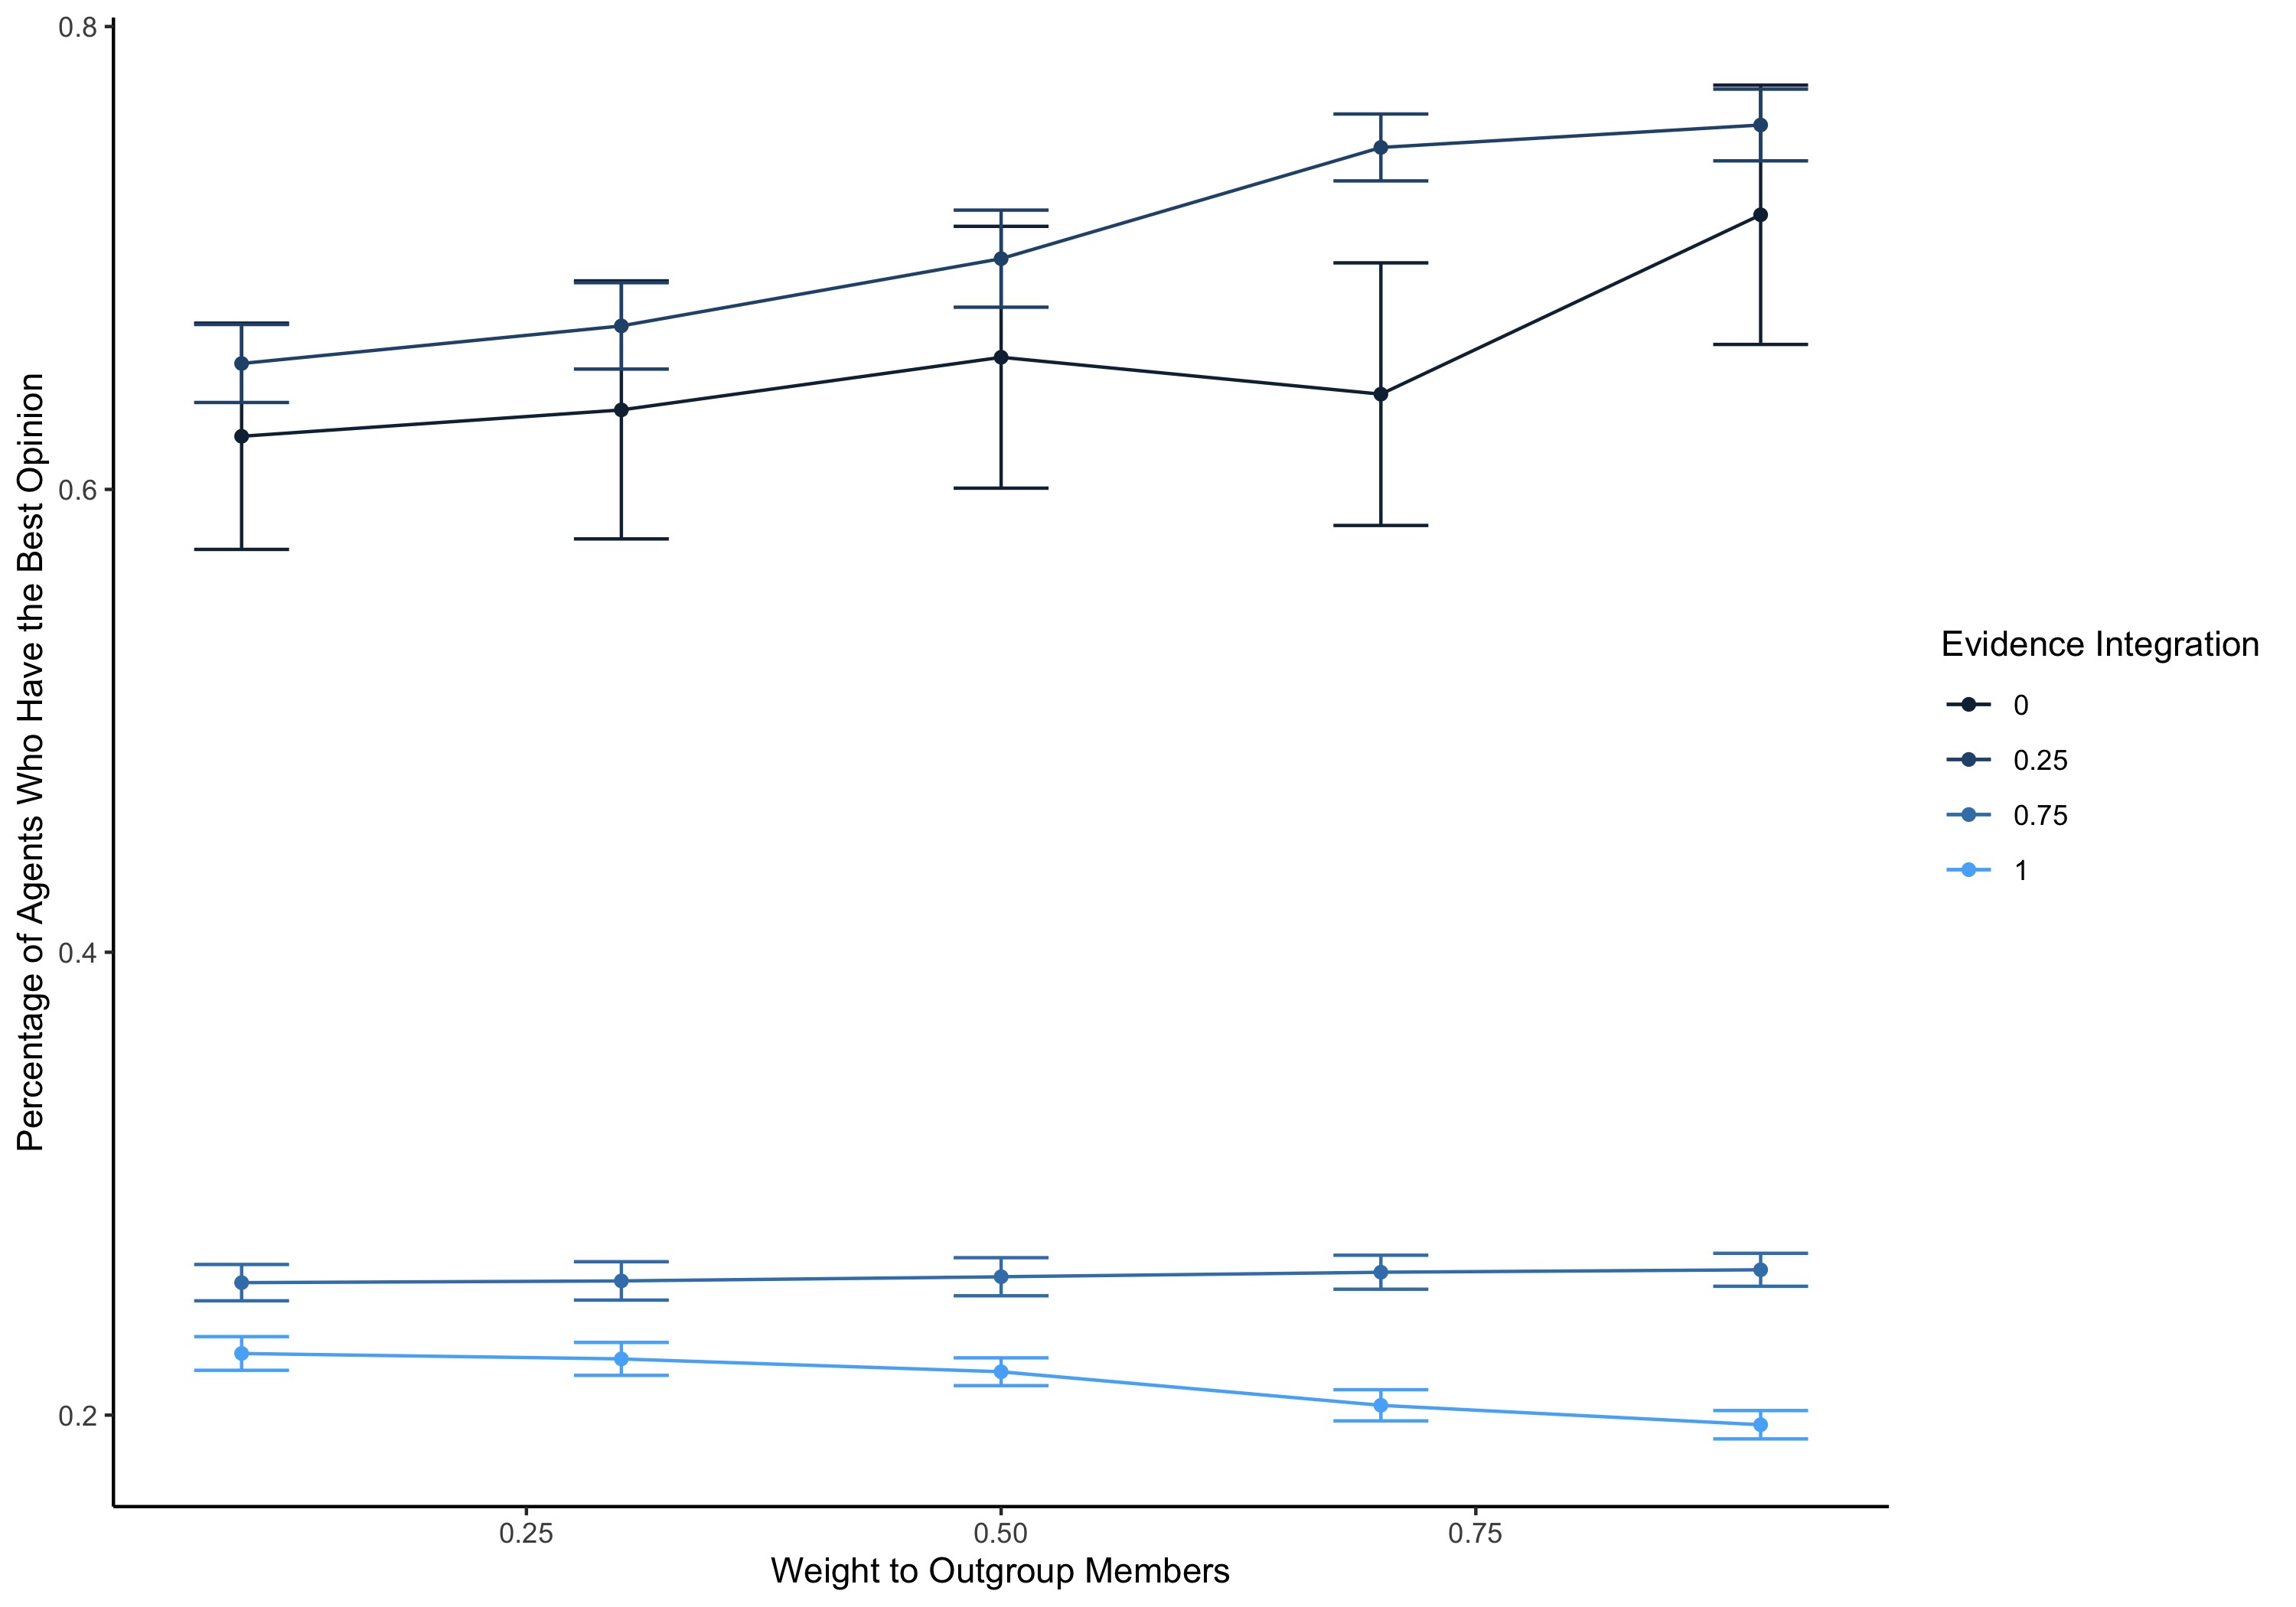 0.8
0.6
0.4
0.2
Percentage of Agents Who Have the Best Opinion
0.25 0.50 0.75
Weight to Outgroup Members
Evidence Integration
0
0.25
0.75
1